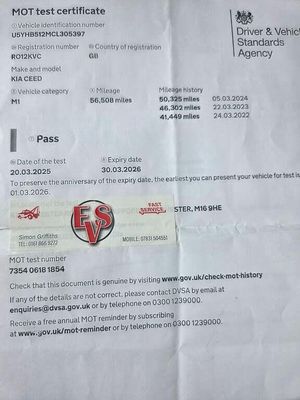 MOT test certificate
Driver & Vehicl
Standards
Agency
Vehicle identification number
U5YHB512MCL305397
Registration number
Country of registration
RO12KVC
GB
Make and model
KIA CEED
Vehicle category
Mileage
Mileage history
M1
56,508 miles
50,325 miles 05.03.2024
46,302 miles 22.03.2023
41,449 miles 24.03.2022
Pass
Date of the test
Expiry date
20.03.2025
30.03.2026
To preserve the anniversary of the expiry date, the earliest you can present your vehicle for test is
01.03.2026.
EVS
FAST
SERVICE
STER, M16 9HE
Simon Griffiths
TEL: 0161 866 9272
MOBILE: 07831 504561
MOT test number
7354 0618 1854
Check that this document is genuine by visiting www.gov.uk/check-mot-history
If any of the details are not correct, please contact DVSA by email at
enquiries@dvsa.gov.uk or by telephone on 0300 1239000.
Receive a free annual MOT reminder by subscribing
at www.gov.uk/mot-reminder or by telephone on 0300 1239000.